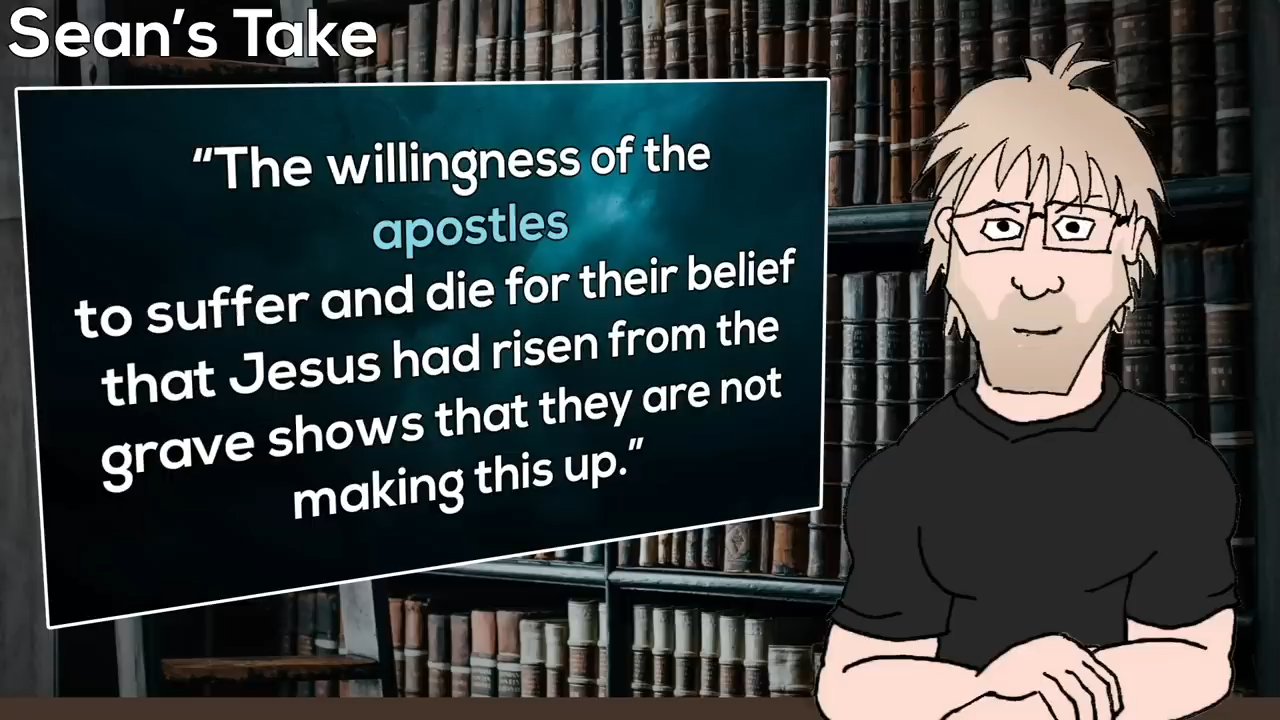 Sean's Take
“The willingness of the
apostles
to suffer and die for their belief
that Jesus had risen from the
grave shows that they are not
making this up.”